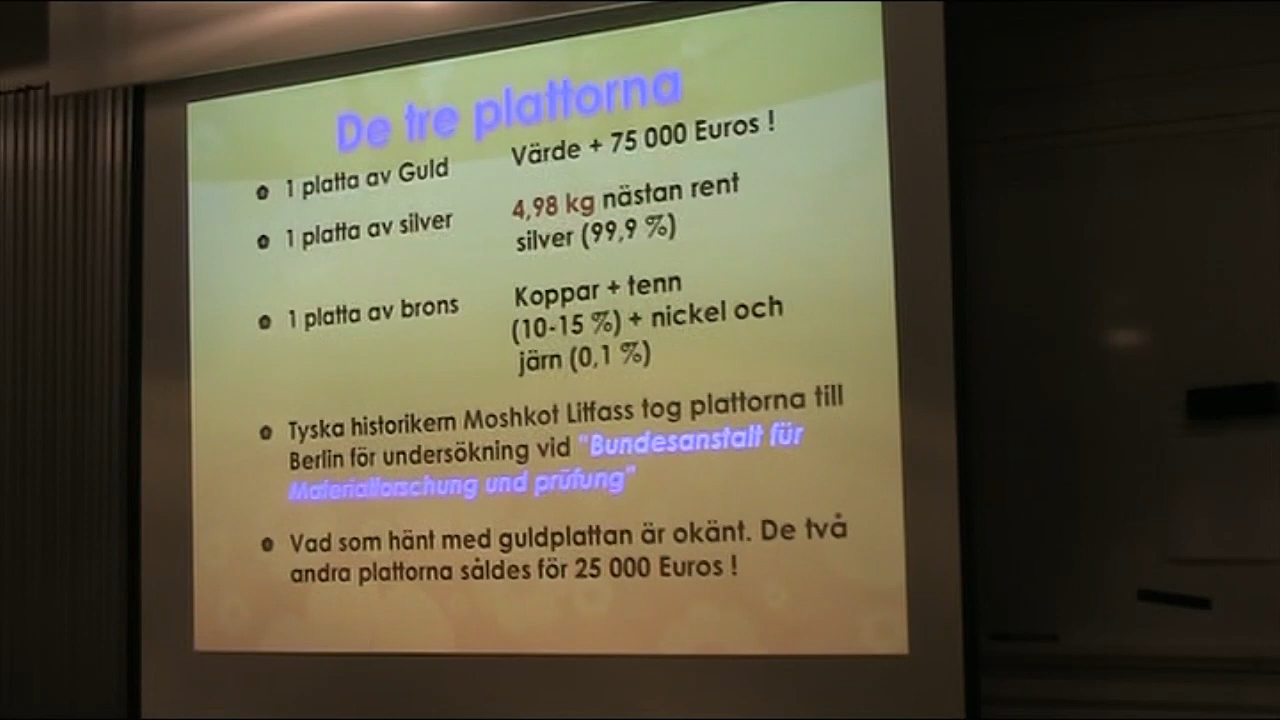 De tre plattorna
1 platta av Guld Värde + 75 000 Euros !
1 platta av silver 4,98 kg nästan rent
silver (99,9 %)
1 platta av brons Koppar + tenn
(10-15 %) + nickel och
järn (0,1 %)
Tyska historikern Moshkot Litfass tog plattorna till
Berlin för undersökning vid "Bundesanstalt für
Materialforschung und prüfung"
Vad som hänt med guldplattan är okänt. De två
andra plattorna såldes för 25 000 Euros !